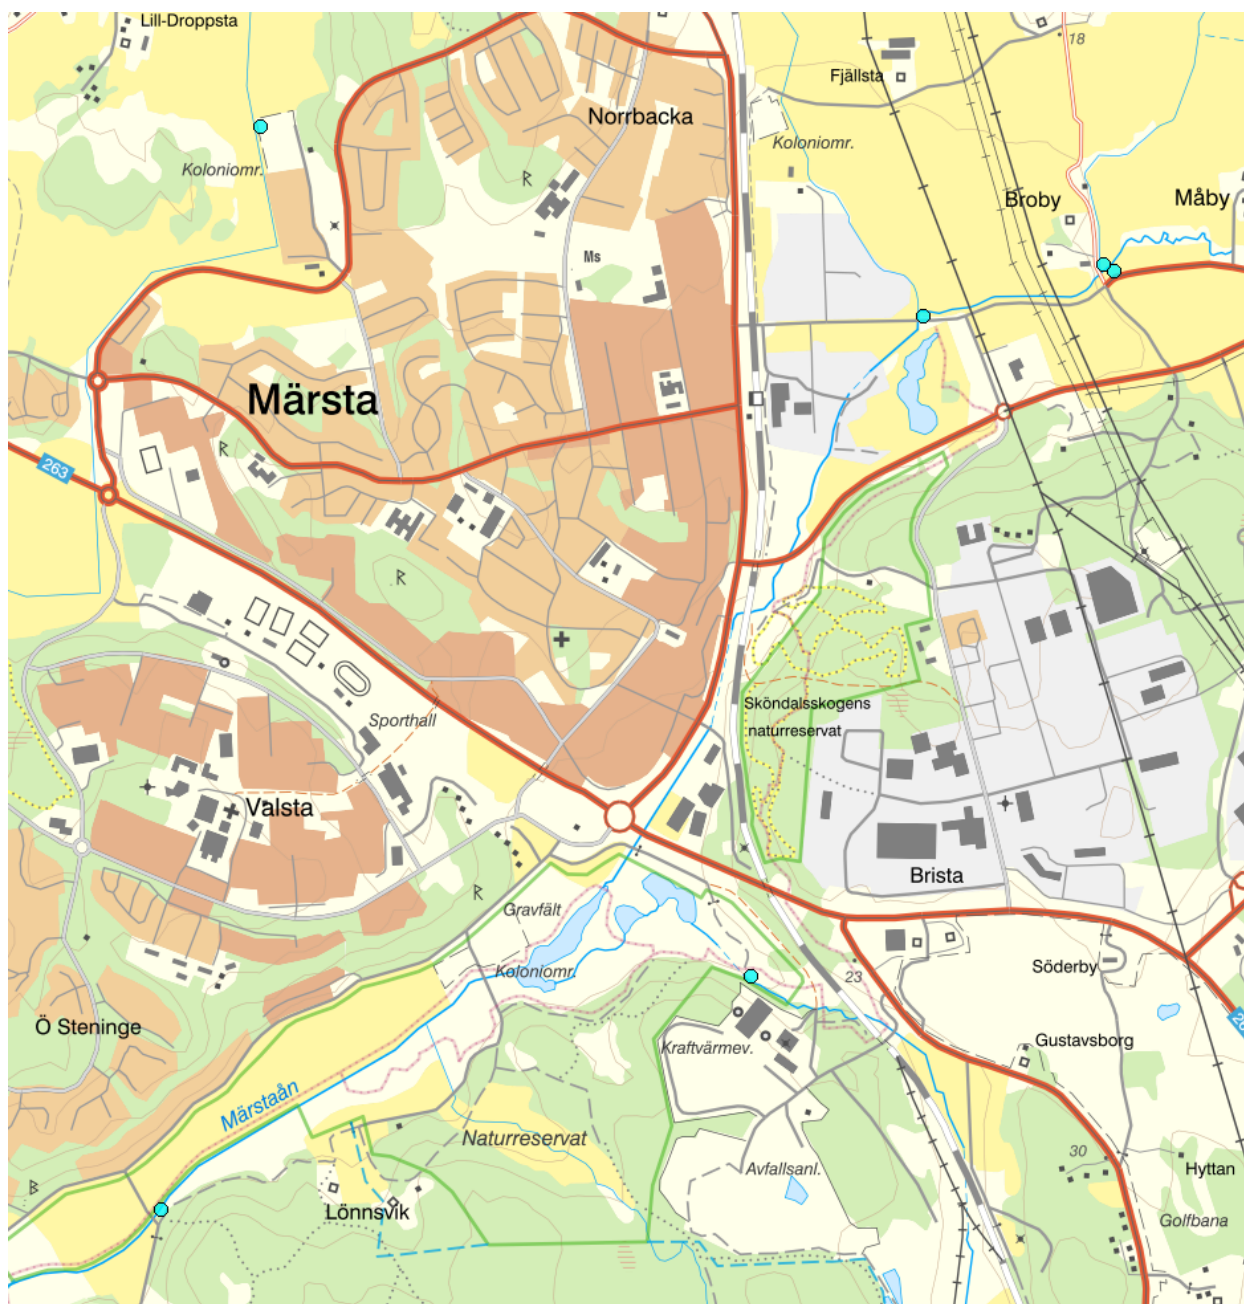 Lill-Droppsta
Fjällsta
18
Norrbacka
Koloniomr.
Koloniomr.
R
Broby
Måby
Ms
Märsta
263
R
R
Sköndalsskogens
naturreservat
Sporthall
Valsta
Brista
R
Gravfält
Koloniomr.
23
Söderby
Ö Steninge
Gustavsborg
Kraftvärmev.
Märstaån
Naturreservat
30
Avfallsanl.
Hyttan
B
Lönnsvik
Golfbana